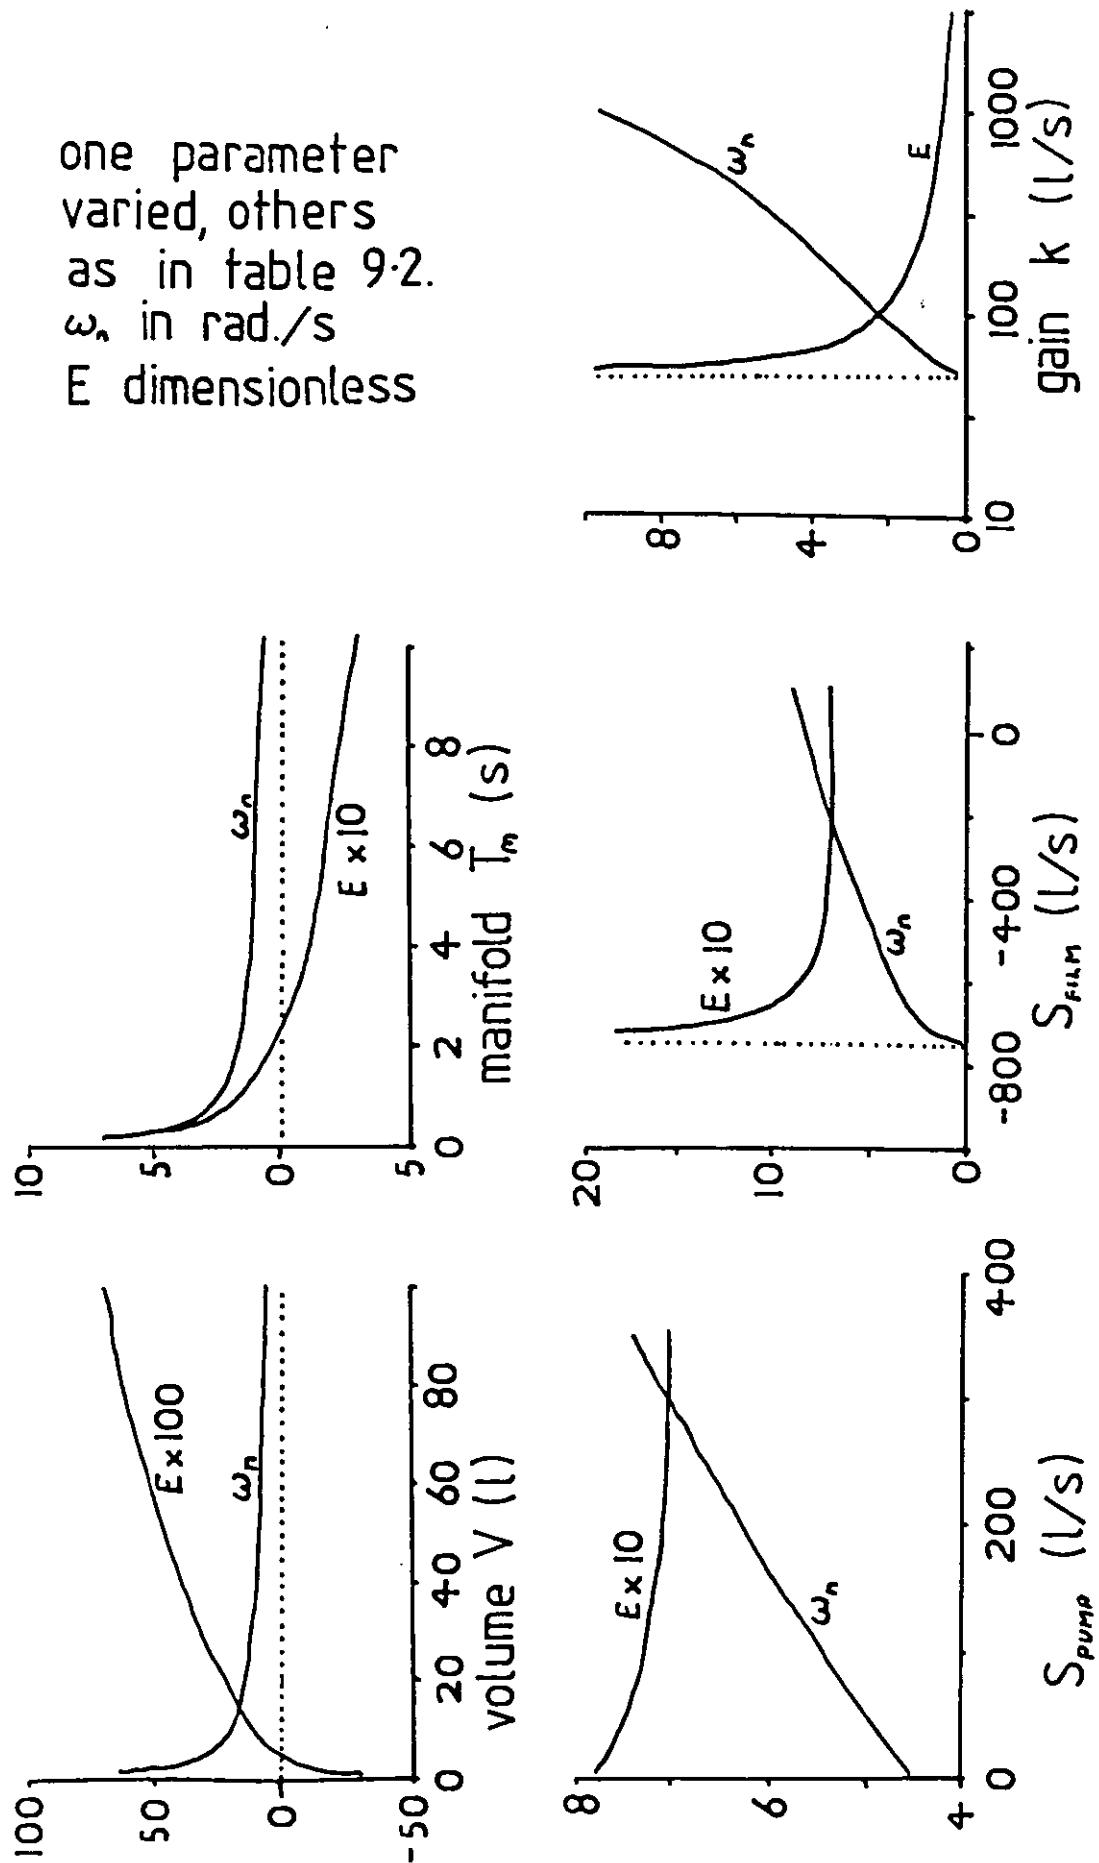 one parameter
varied, others
as in table 9.2.
ωn in rad./s
E dimensionless
100
50
0
-50
E x 100
ωn
0 20 40 60 80
volume V (l)
10
5
0
5
ωn
E x 10
0 2 4 6 8
manifold Tm (s)
8
6
4
E x 10
ωn
0 200 400
SPUMP (l/s)
20
10
0
E x 10
ωn
-800 -400 0
SFILM (l/s)
8
4
0
ωn
E
10 100 1000
gain k (l/s)